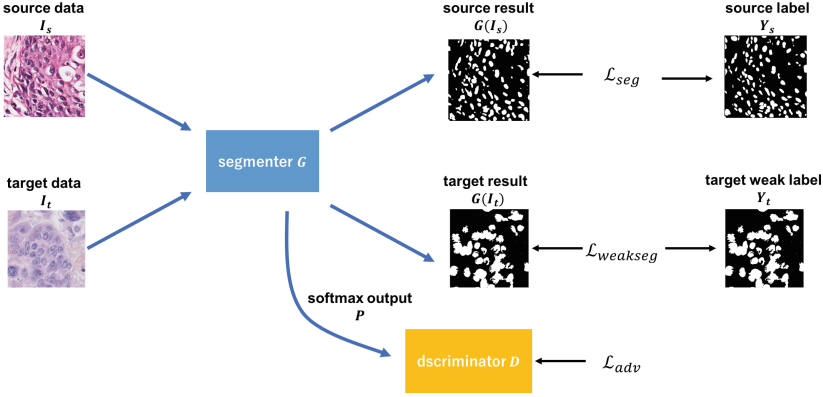 source data
I_s
source result
G(I_s)
source label
Y_s
L_seg
segmenter G
target data
I_t
target result
G(I_t)
target weak label
Y_t
L_weakseg
softmax output
P
dscriminator D
L_adv